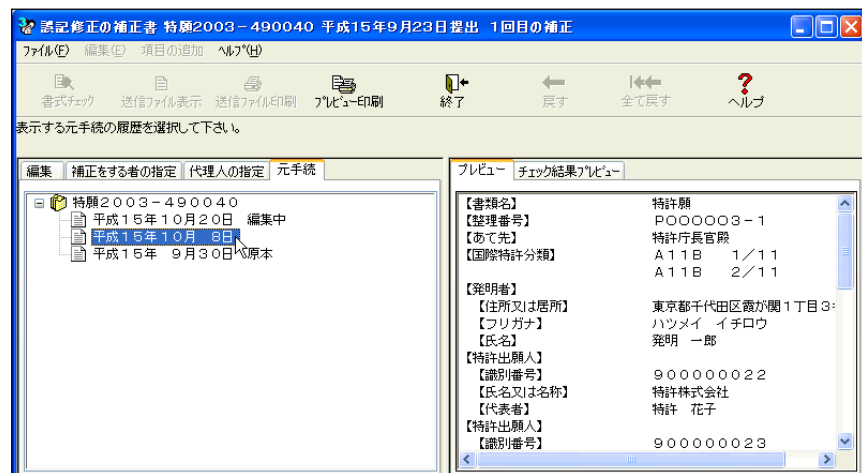 誤記修正の補正書 特願2003-490040 平成15年9月23日提出 1回目の補正
ファイル(F) 編集(E) 項目の追加 ヘルプ(H)
書式チェック 送信ファイル表示 送信ファイル印刷 プレビュー印刷 終了 戻す 全て戻す ヘルプ
表示する元手続の履歴を選択して下さい。
編集 補正をする者の指定 代理人の指定 元手続
特願2003-490040
平成15年10月20日 編集中
平成15年10月 8日
平成15年 9月30日 原本
プレビュー チェック結果プレビュー
【書類名】 特許願
【整理番号】 P000003-1
【あて先】 特許庁長官殿
【国際特許分類】 A11B 1/11
A11B 2/11
【発明者】
【住所又は居所】 東京都千代田区霞が関1丁目3
【フリガナ】 ハツメイ イチロウ
【氏名】 発明 一郎
【特許出願人】
【識別番号】 900000022
【氏名又は名称】 特許株式会社
【代表者】 特許 花子
【特許出願人】
【識別番号】 900000023